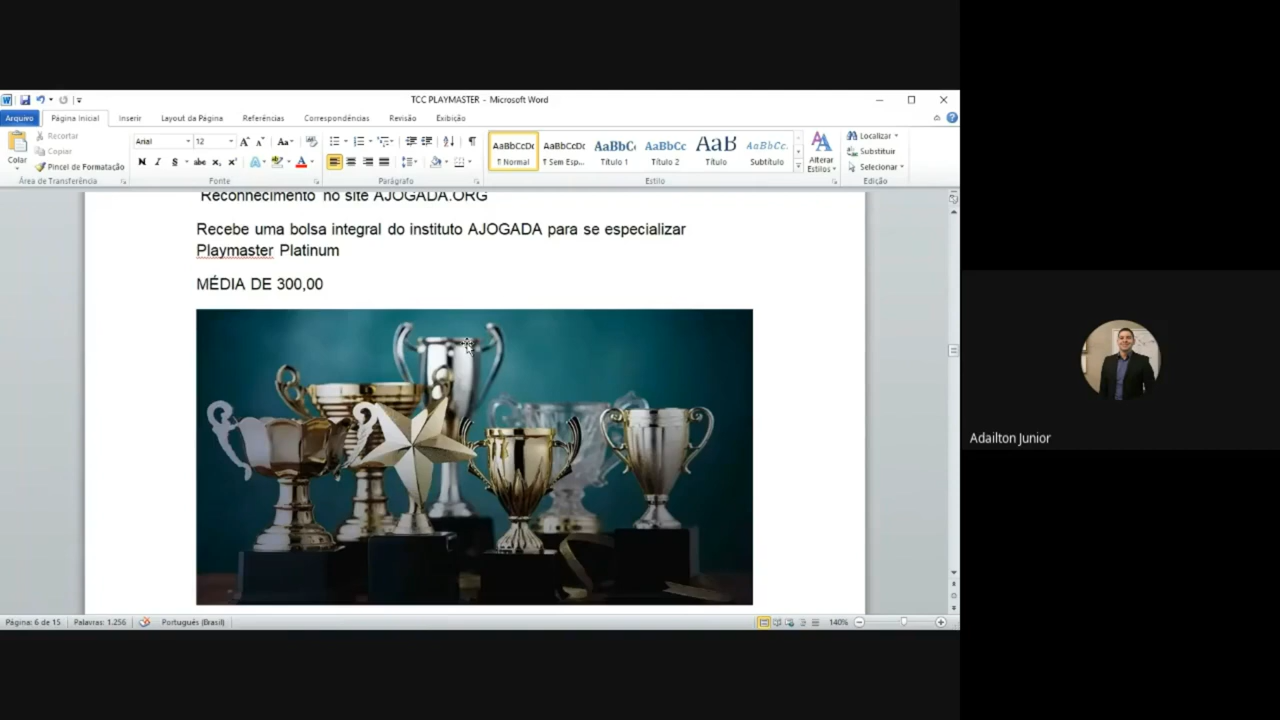 TCC PLAYMASTER - Microsoft Word
Arquivo Página Inicial Inserir Layout da Página Referências Correspondências Revisão Exibição
Colar
Recortar
Copiar
Pincel de Formatação
Área de Transferência
Arial 12
Fonte
Parágrafo
AaBbCcDc AaBbCcDc AaBbC AaBbCc AaB AaBbCc.
¶ Normal ¶ Sem Esp... Título 1 Título 2 Título Subtítulo
Estilo
Alterar
Estilos
Localizar
Substituir
Selecionar
Edição
Reconhecimento no site AJOGADA.ORG
Recebe uma bolsa integral do instituto AJOGADA para se especializar
Playmaster Platinum
MÉDIA DE 300,00
Página: 6 de 15 Palavras: 1.256 Português (Brasil) 140%
Adailton Junior